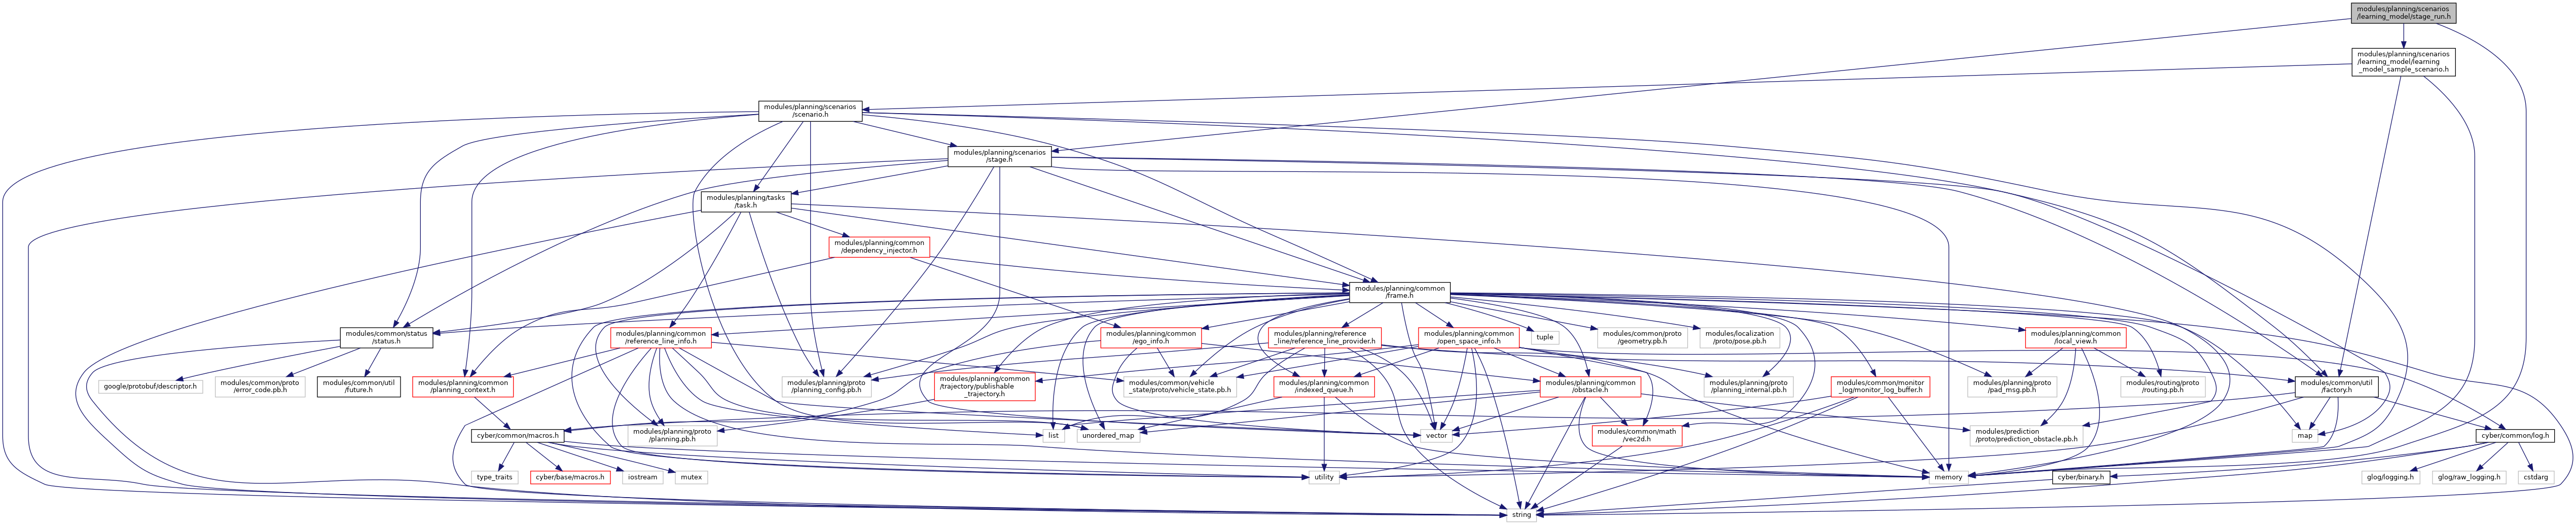 modules/planning/scenarios
/learning_model/stage_run.h
modules/planning/scenarios
/learning_model/learning
_model_sample_scenario.h
modules/planning/scenarios
/scenario.h
modules/planning/scenarios
/stage.h
modules/planning/tasks
/task.h
modules/planning/common
/dependency_injector.h
modules/planning/common
/frame.h
modules/common/status
/status.h
modules/planning/common
/reference_line_info.h
modules/planning/common
/ego_info.h
modules/planning/reference
_line/reference_line_provider.h
modules/planning/common
/open_space_info.h
tuple
modules/common/proto
/geometry.pb.h
modules/localization
/proto/pose.pb.h
modules/planning/common
/local_view.h
google/protobuf/descriptor.h
modules/common/proto
/error_code.pb.h
modules/common/util
/future.h
modules/planning/common
/planning_context.h
modules/planning/proto
/planning_config.pb.h
modules/planning/common
/trajectory/publishable
_trajectory.h
modules/common/vehicle
_state/proto/vehicle_state.pb.h
modules/planning/common
/indexed_queue.h
modules/planning/common
/obstacle.h
modules/planning/proto
/planning_internal.pb.h
modules/common/monitor
_log/monitor_log_buffer.h
modules/planning/proto
/pad_msg.pb.h
modules/routing/proto
/routing.pb.h
modules/common/util
/factory.h
cyber/common/macros.h
modules/planning/proto
/planning.pb.h
list
unordered_map
vector
modules/common/math
/vec2d.h
modules/prediction
/proto/prediction_obstacle.pb.h
map
cyber/common/log.h
type_traits
cyber/base/macros.h
iostream
mutex
utility
memory
cyber/binary.h
glog/logging.h
glog/raw_logging.h
cstdarg
string